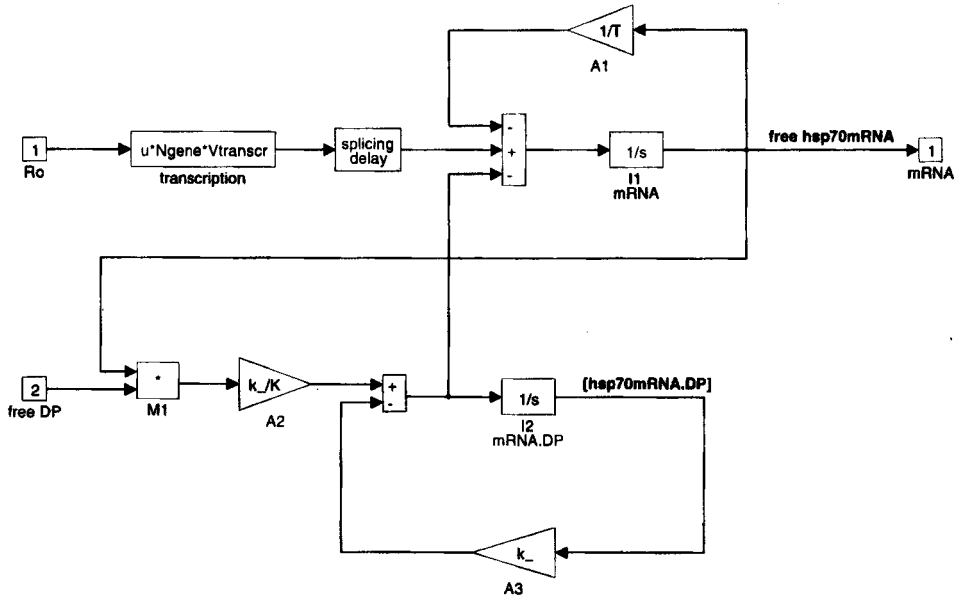 1/T
A1
free hsp70mRNA
1
Ro
u*Ngene*Vtranscr
transcription
splicing
delay
-
+
-
1/s
I1
mRNA
1
mRNA
2
free DP
*
M1
k_/K
A2
+
-
1/s
I2
mRNA.DP
[hsp70mRNA.DP]
k_
A3